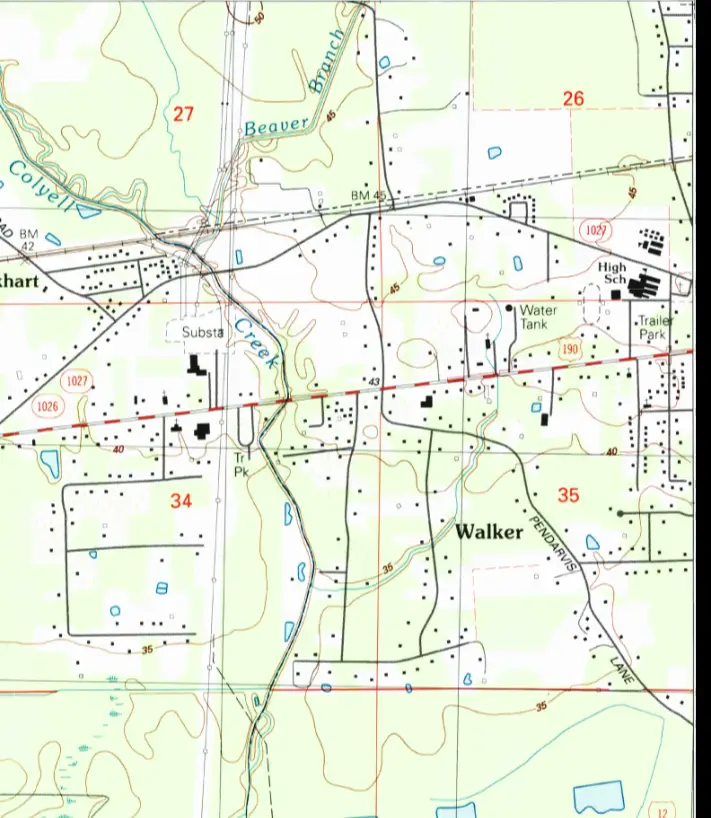 50
Branch
27
26
Beaver
45
Colyell
BM 45
45
BM
42
1027
khart
High
Sch
45
Water
Tank
Substa
Creek
Trailer
Park
190
1027
43
1026
40
40
Tr
Pk
34
35
Walker
PENDARVIS
35
35
LANE
35
12